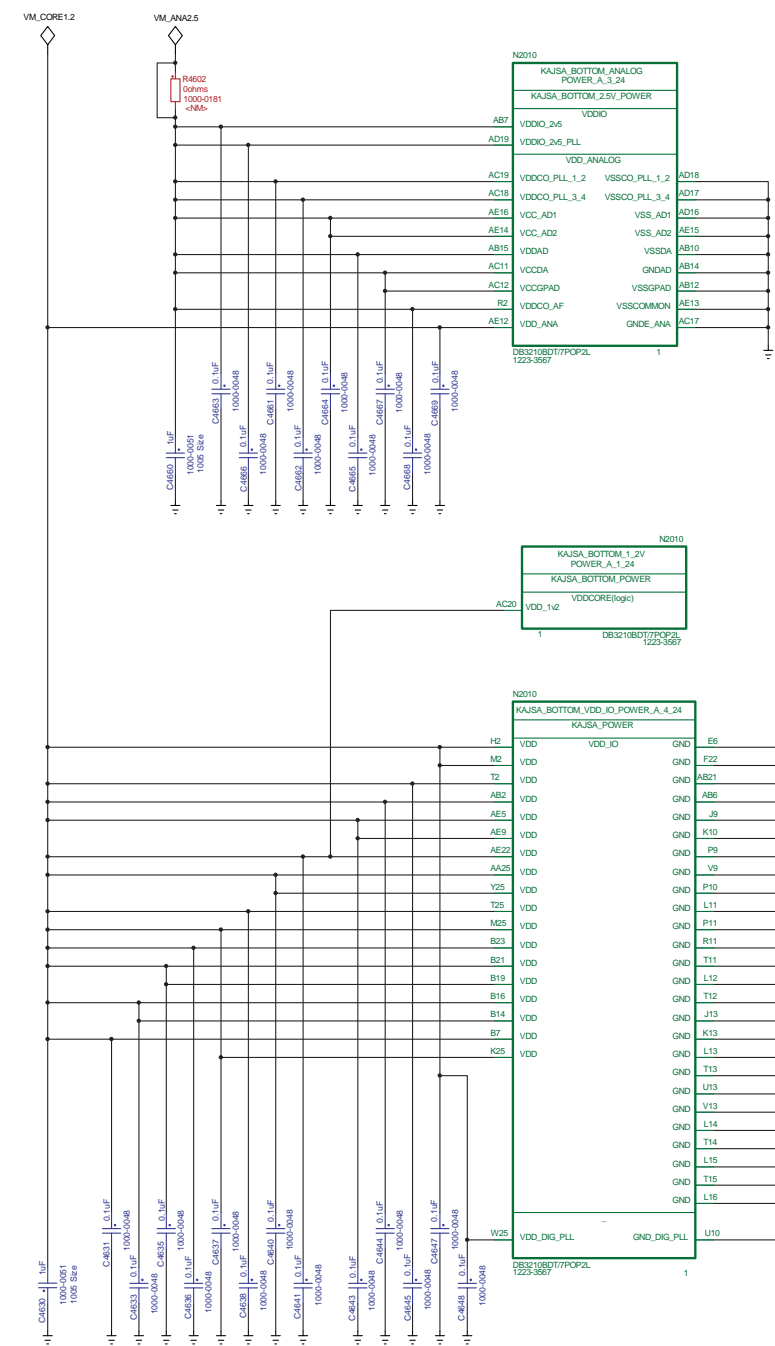 VM_CORE1.2
VM_ANA2.5
R4602
0ohms
1000-0181
<NM>
N2010
KAJSA_BOTTOM_ANALOG
POWER_A_3_24
KAJSA_BOTTOM_2.5V_POWER
VDDIO
AB7 VDDIO_2v5
AD19 VDDIO_2v5_PLL
VDD_ANALOG
AC19 VDDCO_PLL_1_2 VSSCO_PLL_1_2 AD18
AC18 VDDCO_PLL_3_4 VSSCO_PLL_3_4 AD17
AE16 VCC_AD1 VSS_AD1 AD16
AE14 VCC_AD2 VSS_AD2 AE15
AB15 VDDAD VSSDA AB10
AC11 VCCDA GNDAD AB14
AC12 VCCGPAD VSSGPAD AB12
R2 VDDCO_AF VSSCOMMON AE13
AE12 VDD_ANA GNDE_ANA AC17
DB3210BDT/7POP2L 1
1223-3567
C4663 0.1uF 1000-0048
C4661 0.1uF 1000-0048
C4664 0.1uF 1000-0048
C4667 0.1uF 1000-0048
C4669 0.1uF 1000-0048
C4660 1uF 1000-0051 1005 Size
C4666 0.1uF 1000-0048
C4662 0.1uF 1000-0048
C4665 0.1uF 1000-0048
C4668 0.1uF 1000-0048
N2010
KAJSA_BOTTOM_1_2V
POWER_A_1_24
KAJSA_BOTTOM_POWER
VDDCORE(logic)
AC20 VDD_1v2
1 DB3210BDT/7POP2L
1223-3567
N2010
KAJSA_BOTTOM_VDD_IO_POWER_A_4_24
KAJSA_POWER
H2 VDD VDD_IO GND E6
M2 VDD GND F22
T2 VDD GND AB21
AB2 VDD GND AB6
AE5 VDD GND J9
AE9 VDD GND K10
AE22 VDD GND P9
AA25 VDD GND V9
Y25 VDD GND P10
T25 VDD GND L11
M25 VDD GND P11
B23 VDD GND R11
B21 VDD GND T11
B19 VDD GND L12
B16 VDD GND T12
B14 VDD GND J13
B7 VDD GND K13
K25 VDD GND L13
GND T13
GND U13
GND V13
GND L14
GND T14
GND L15
GND T15
GND L16
W25 VDD_DIG_PLL GND_DIG_PLL U10
DB3210BDT/7POP2L 1
1223-3567
C4631 0.1uF 1000-0048
C4635 0.1uF 1000-0048
C4637 0.1uF 1000-0048
C4640 0.1uF 1000-0048
C4644 0.1uF 1000-0048
C4647 0.1uF 1000-0048
C4630 1uF 1000-0051 1005 Size
C4633 0.1uF 1000-0048
C4636 0.1uF 1000-0048
C4638 0.1uF 1000-0048
C4641 0.1uF 1000-0048
C4643 0.1uF 1000-0048
C4645 0.1uF 1000-0048
C4648 0.1uF 1000-0048